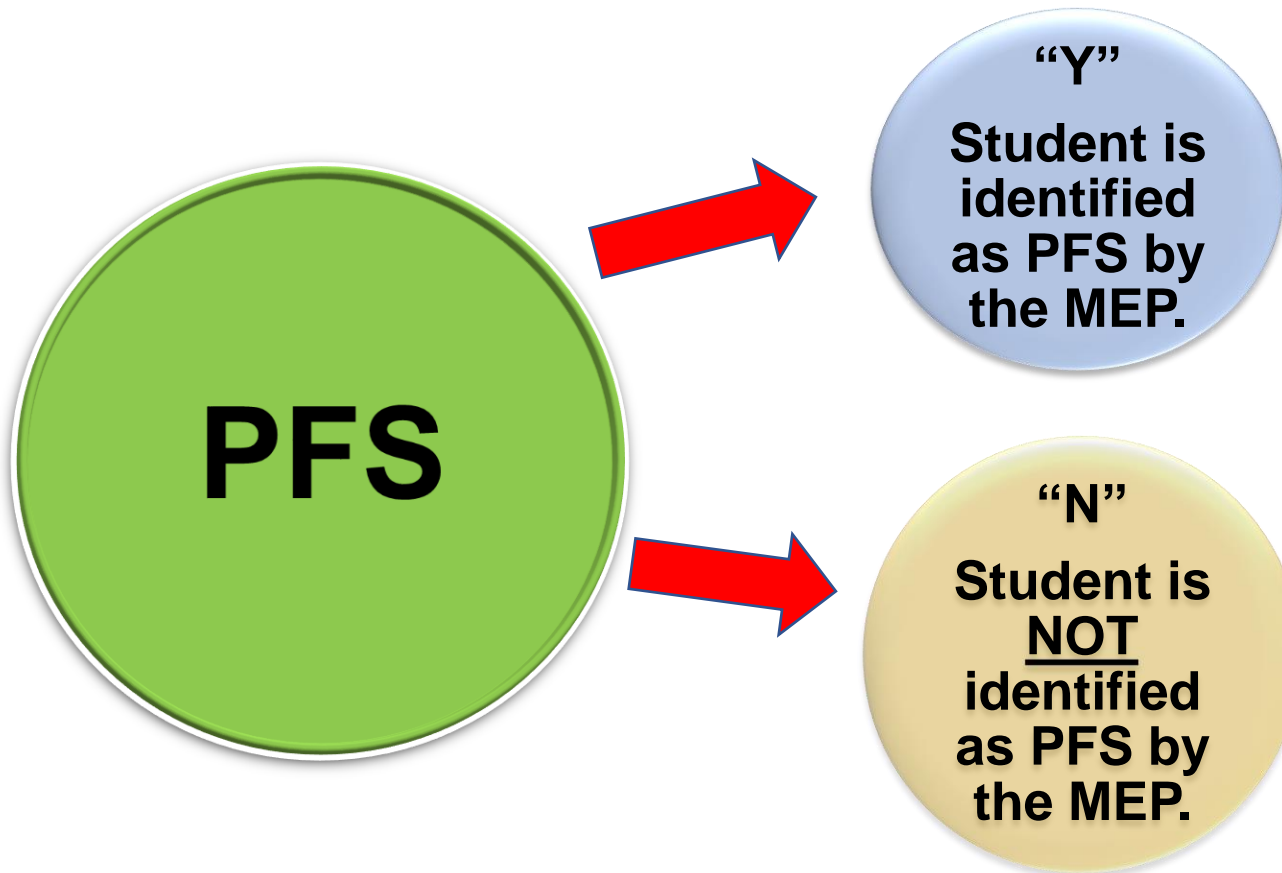 PFS
“Y”
Student is
identified
as PFS by
the MEP.
“N”
Student is
NOT
identified
as PFS by
the MEP.